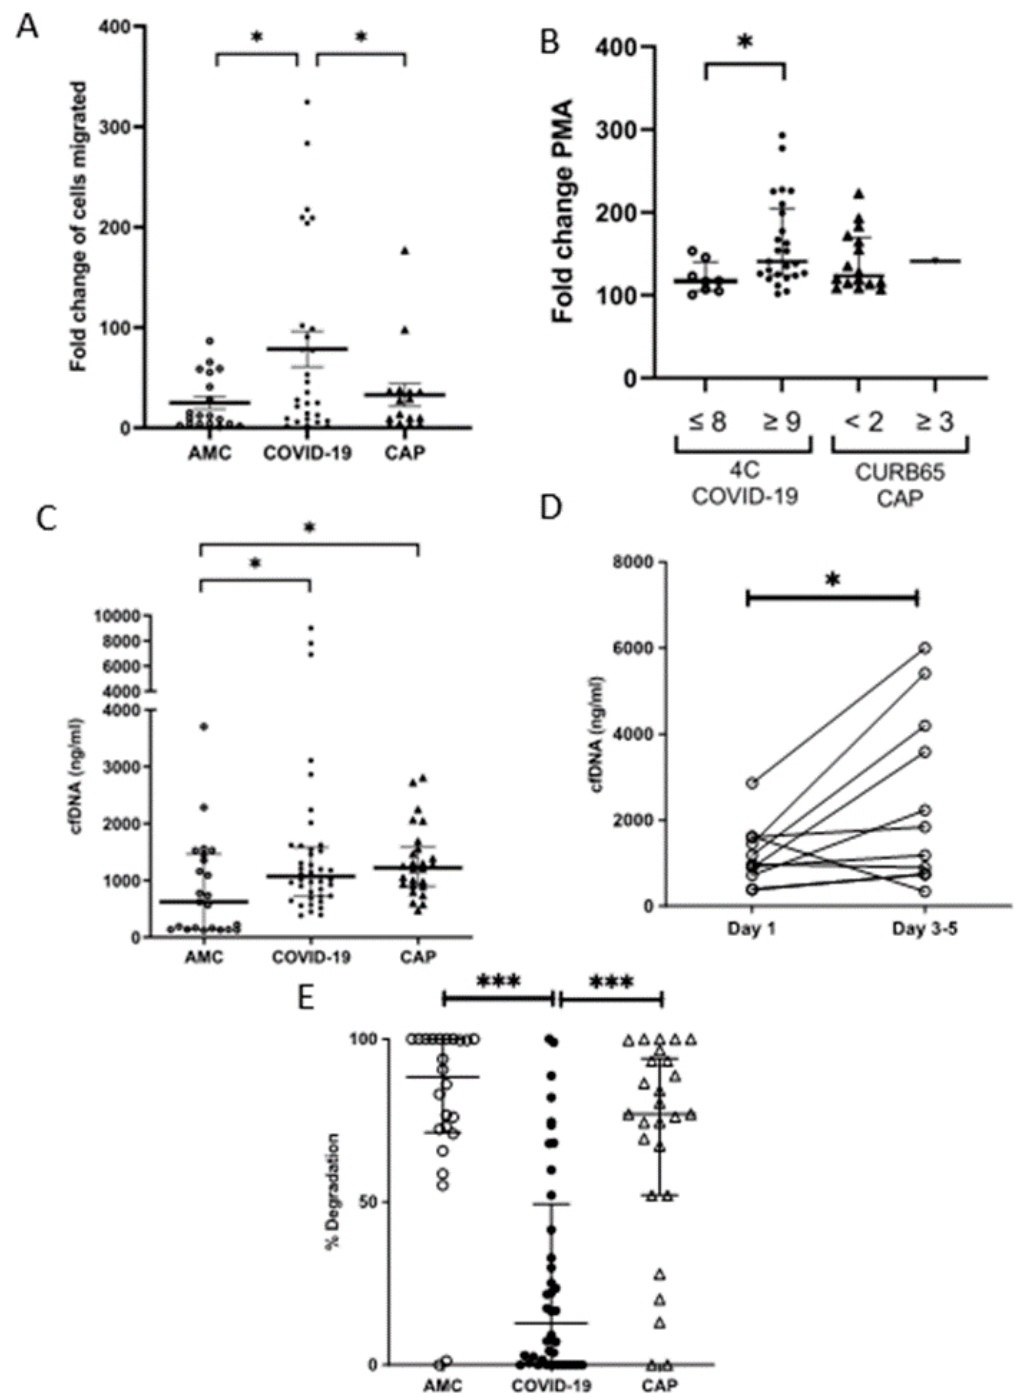 A
400
300
200
100
0
Fold change of cells migrated
* *
AMC COVID-19 CAP
B
400
300
200
100
0
Fold change PMA
*
≤ 8 ≥ 9 < 2 ≥ 3
4C CURB65
COVID-19 CAP
C
*
*
10000
8000
6000
4000
4000
3000
2000
1000
0
cfDNA (ng/ml)
AMC COVID-19 CAP
D
8000
6000
4000
2000
0
cfDNA (ng/ml)
*
Day 1 Day 3-5
E
*** ***
100
50
0
% Degradation
AMC COVID-19 CAP